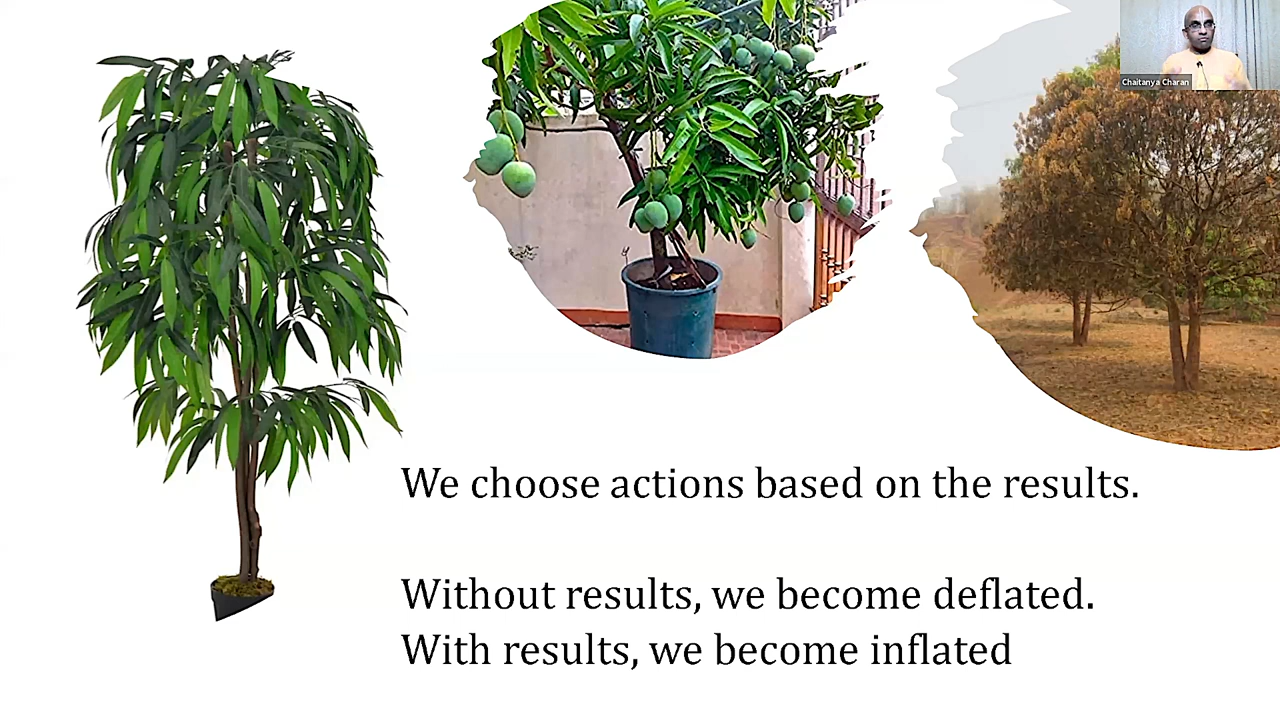 Chaitanya Charan
We choose actions based on the results.
Without results, we become deflated.
With results, we become inflated